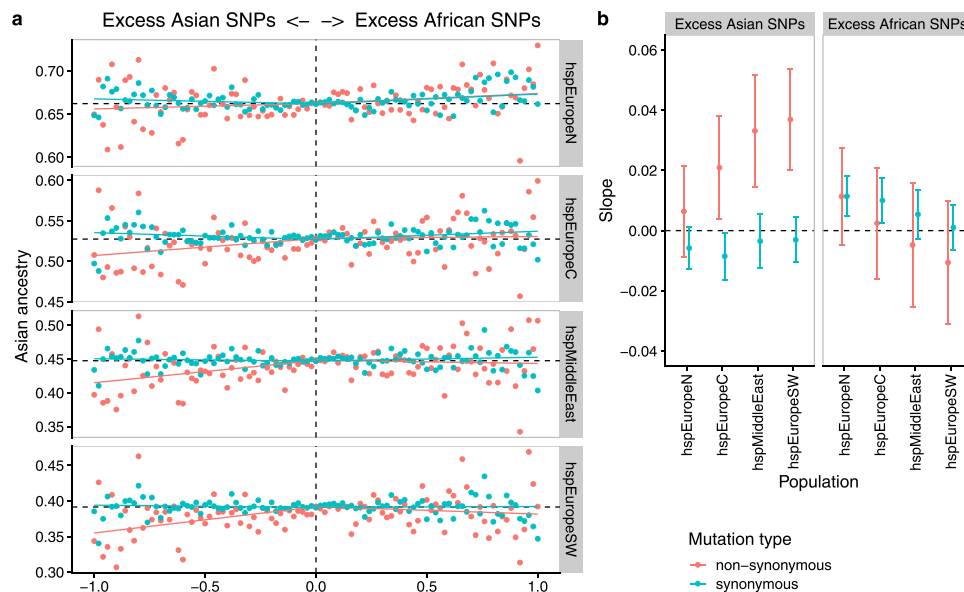 a
Excess Asian SNPs <− −> Excess African SNPs
Asian ancestry
0.70
0.65
0.60
hspEuropeN
0.60
0.55
0.50
0.45
hspEuropeC
0.50
0.45
0.40
0.35
hspMiddleEast
0.45
0.40
0.35
0.30
hspEuropeSW
−1.0
−0.5
0.0
0.5
1.0
b
Excess Asian SNPs
Excess African SNPs
Slope
0.06
0.04
0.02
0.00
−0.02
−0.04
hspEuropeN
hspEuropeC
hspMiddleEast
hspEuropeSW
hspEuropeN
hspEuropeC
hspMiddleEast
hspEuropeSW
Population
Mutation type
non−synonymous
synonymous